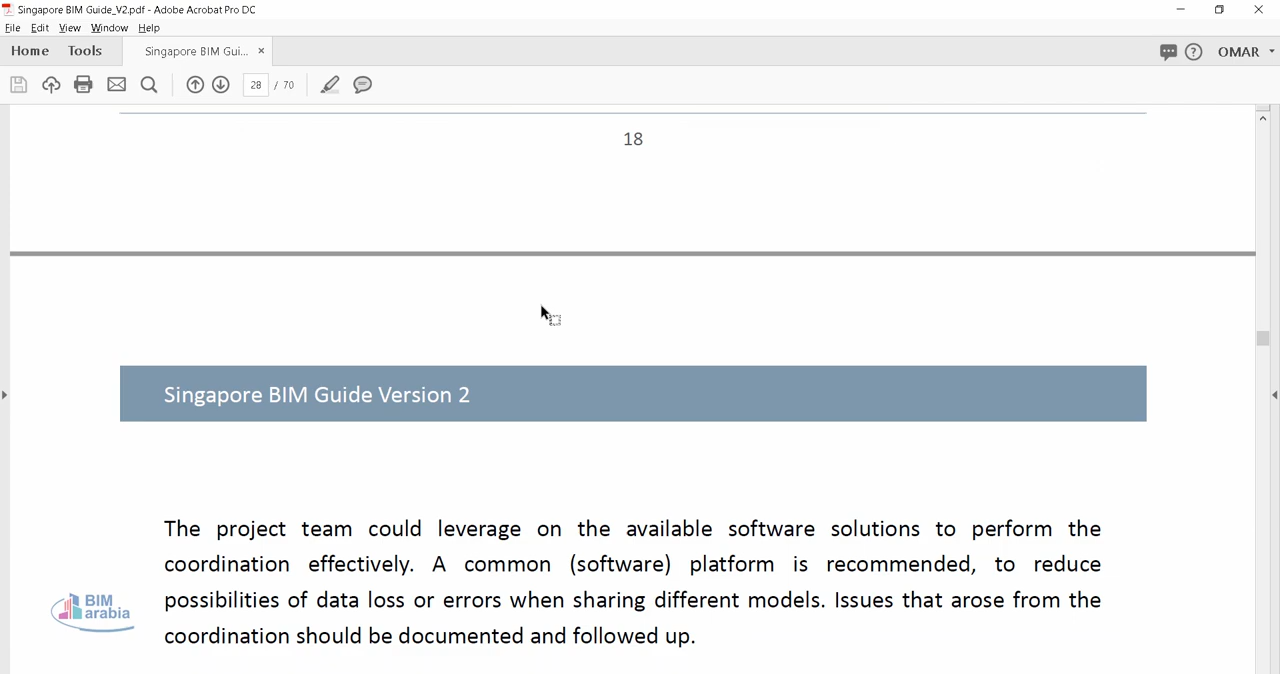 Singapore BIM Guide_V2.pdf - Adobe Acrobat Pro DC
File Edit View Window Help
Home Tools Singapore BIM Gui... × ? OMAR
28 / 70
18
Singapore BIM Guide Version 2
The project team could leverage on the available software solutions to perform the
coordination effectively. A common (software) platform is recommended, to reduce
possibilities of data loss or errors when sharing different models. Issues that arose from the
coordination should be documented and followed up.
BIM
arabia